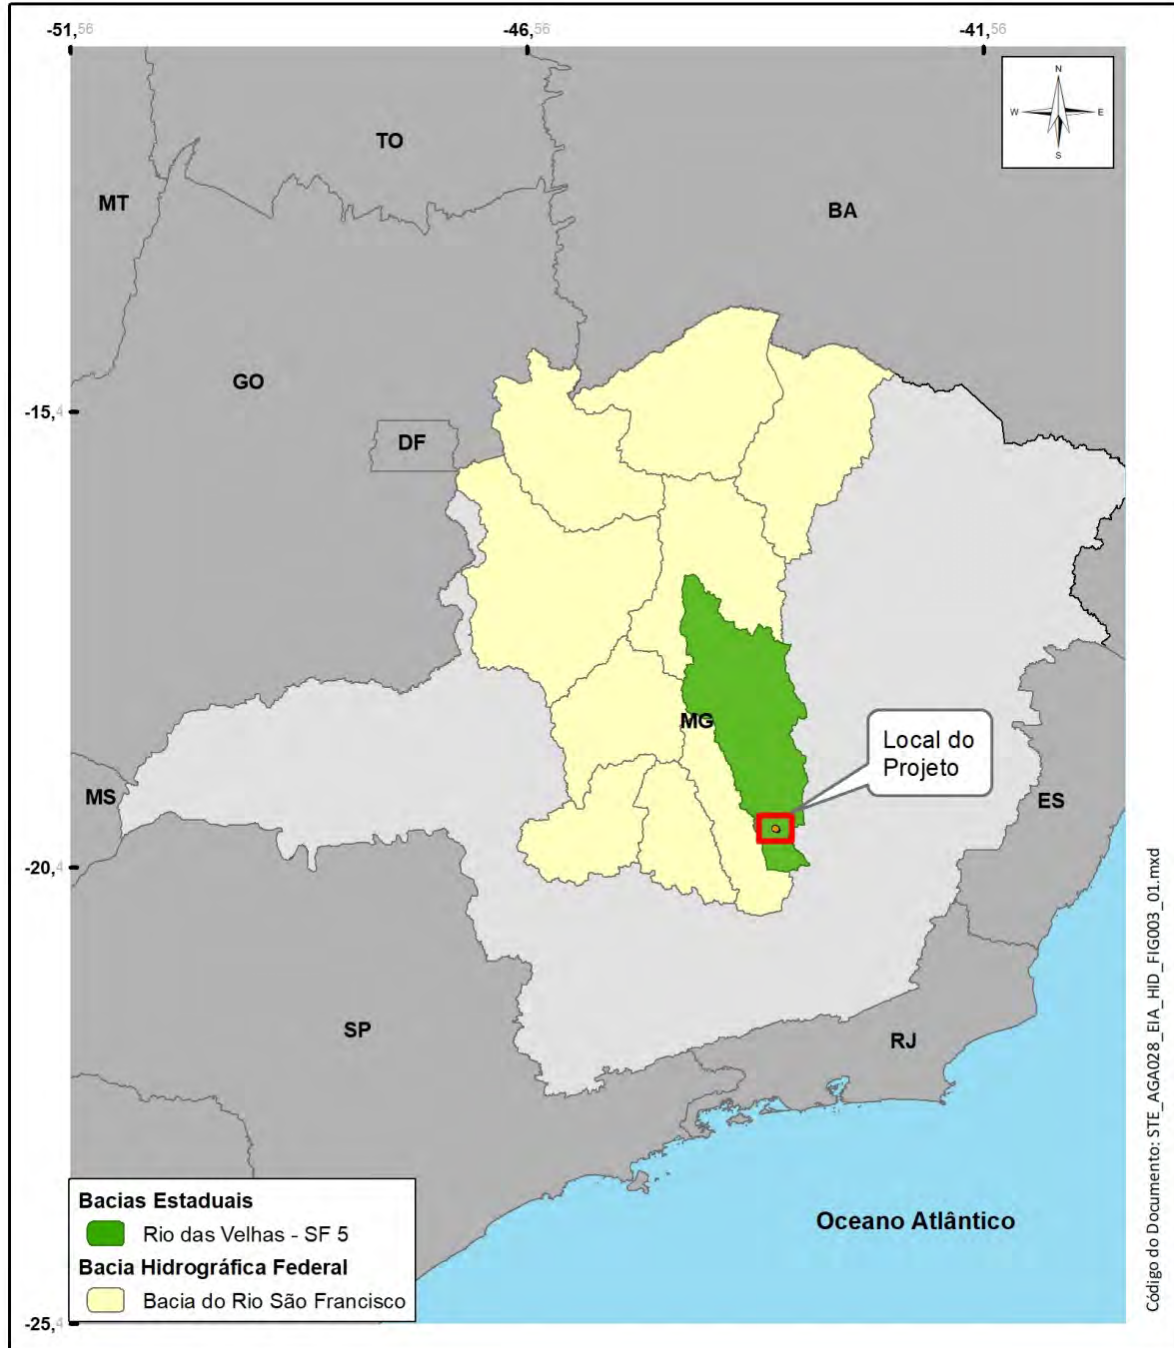 -51,56
-46,56
-41,56
N
W
E
S
TO
MT
BA
GO
-15,4
DF
MG
Local do
Projeto
MS
ES
-20,4
SP
RJ
Bacias Estaduais
Rio das Velhas - SF 5
Bacia Hidrográfica Federal
Bacia do Rio São Francisco
Oceano Atlântico
-25,4
Código do Documento: STE_AGA028_EIA_HID_FIG003_01.mxd